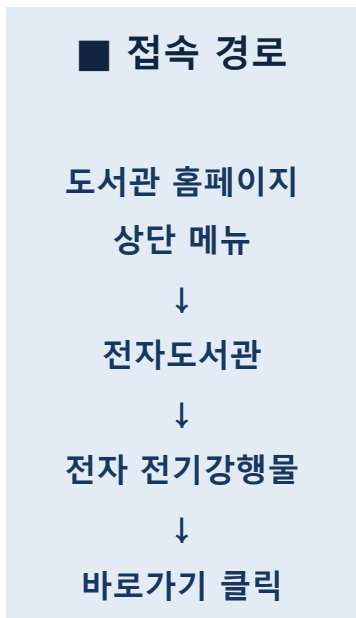 ■ 접속 경로
도서관 홈페이지
상단 메뉴
↓
전자도서관
↓
전자 전기강행물
↓
바로가기 클릭